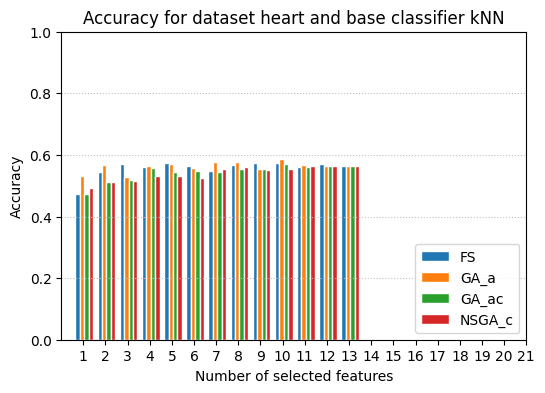 Accuracy for dataset heart and base classifier kNN
1.0
0.8
0.6
0.4
0.2
0.0
Accuracy
FS
GA_a
GA_ac
NSGA_c
1 2 3 4 5 6 7 8 9 10 11 12 13 14 15 16 17 18 19 20 21
Number of selected features